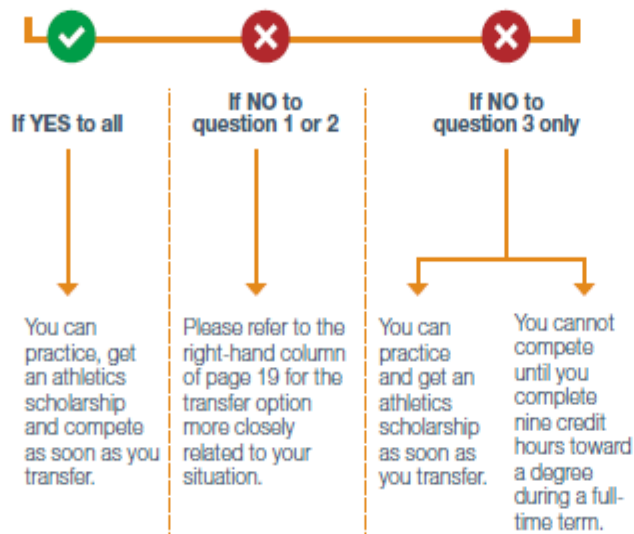 If YES to all
If NO to
question 1 or 2
If NO to
question 3 only
You can
practice, get
an athletics
scholarship
and compete
as soon as you
transfer.
Please refer to the
right-hand column
of page 19 for the
transfer option
more closely
related to your
situation.
You can
practice
and get an
athletics
scholarship
as soon as
you transfer.
You cannot
compete
until you
complete
nine credit
hours toward
a degree
during a full-
time term.